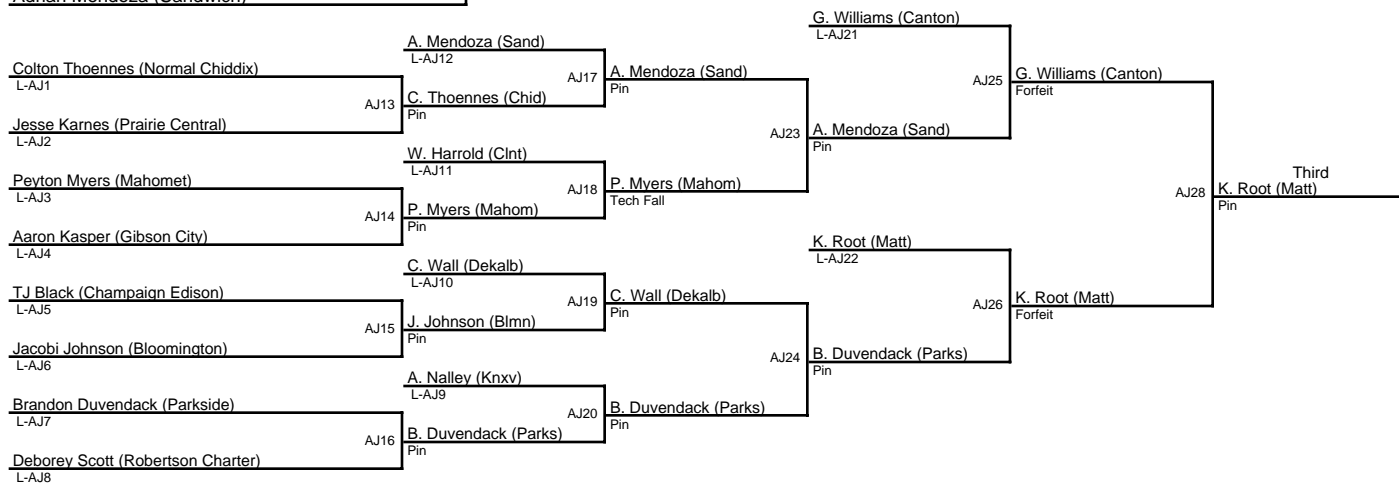 Adrian Mendoza (Sandwich)
G. Williams (Canton)
L-AJ21
A. Mendoza (Sand)
L-AJ12
Colton Thoennes (Normal Chiddix)
L-AJ1
AJ17
A. Mendoza (Sand)
Pin
AJ25
G. Williams (Canton)
Forfeit
AJ13
C. Thoennes (Chid)
Pin
Jesse Karnes (Prairie Central)
L-AJ2
AJ23
A. Mendoza (Sand)
Pin
W. Harrold (Clnt)
L-AJ11
Peyton Myers (Mahomet)
L-AJ3
AJ18
P. Myers (Mahom)
Tech Fall
Third
AJ28
K. Root (Matt)
Pin
AJ14
P. Myers (Mahom)
Pin
Aaron Kasper (Gibson City)
L-AJ4
K. Root (Matt)
L-AJ22
C. Wall (Dekalb)
L-AJ10
TJ Black (Champaign Edison)
L-AJ5
AJ19
C. Wall (Dekalb)
Pin
AJ26
K. Root (Matt)
Forfeit
AJ15
J. Johnson (Blmn)
Pin
Jacobi Johnson (Bloomington)
L-AJ6
AJ24
B. Duvendack (Parks)
Pin
A. Nalley (Knxv)
L-AJ9
Brandon Duvendack (Parkside)
L-AJ7
AJ20
B. Duvendack (Parks)
Pin
AJ16
B. Duvendack (Parks)
Pin
Deborey Scott (Robertson Charter)
L-AJ8